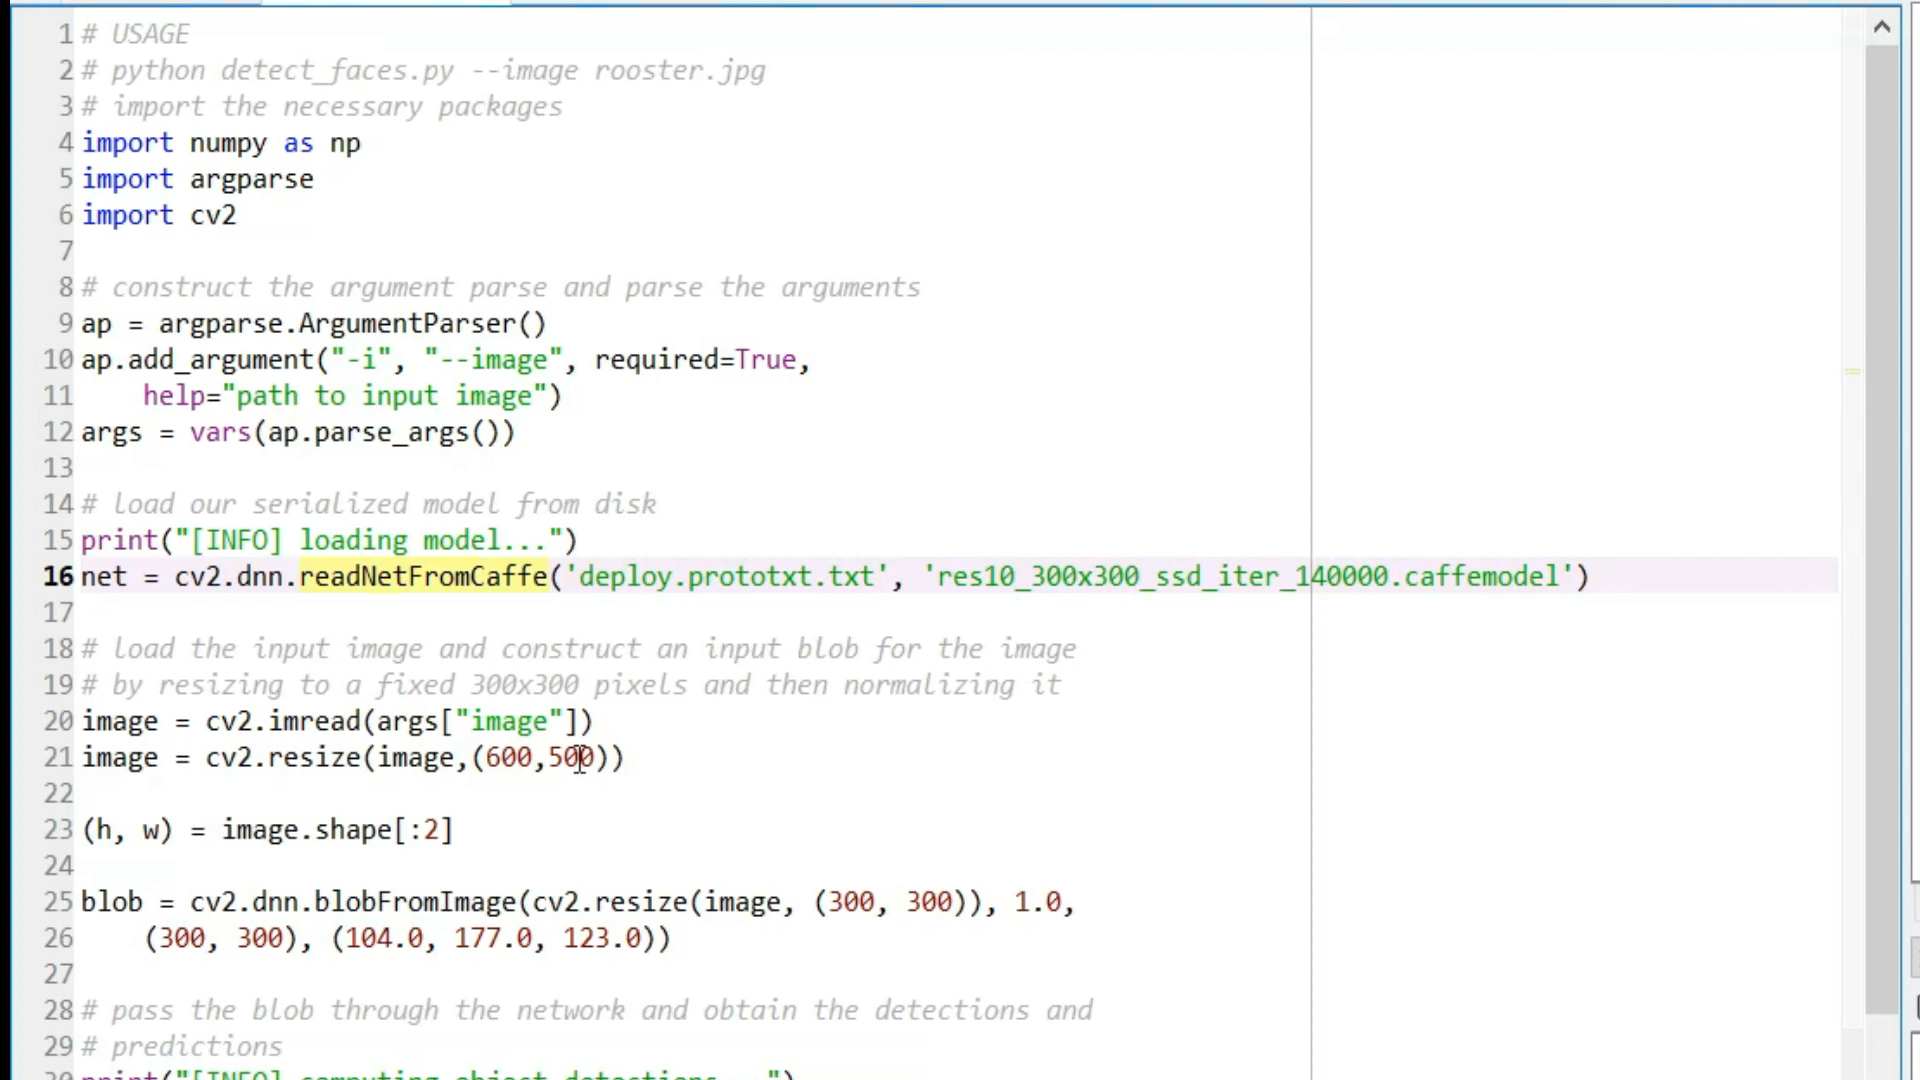 1 # USAGE
2 # python detect_faces.py --image rooster.jpg
3 # import the necessary packages
4 import numpy as np
5 import argparse
6 import cv2
7
8 # construct the argument parse and parse the arguments
9 ap = argparse.ArgumentParser()
10 ap.add_argument("-i", "--image", required=True,
11     help="path to input image")
12 args = vars(ap.parse_args())
13
14 # load our serialized model from disk
15 print("[INFO] loading model...")
16 net = cv2.dnn.readNetFromCaffe('deploy.prototxt.txt', 'res10_300x300_ssd_iter_140000.caffemodel')
17
18 # load the input image and construct an input blob for the image
19 # by resizing to a fixed 300x300 pixels and then normalizing it
20 image = cv2.imread(args["image"])
21 image = cv2.resize(image,(600,500))
22
23 (h, w) = image.shape[:2]
24
25 blob = cv2.dnn.blobFromImage(cv2.resize(image, (300, 300)), 1.0,
26     (300, 300), (104.0, 177.0, 123.0))
27
28 # pass the blob through the network and obtain the detections and
29 # predictions
30 print("[INFO] computing object detections...")